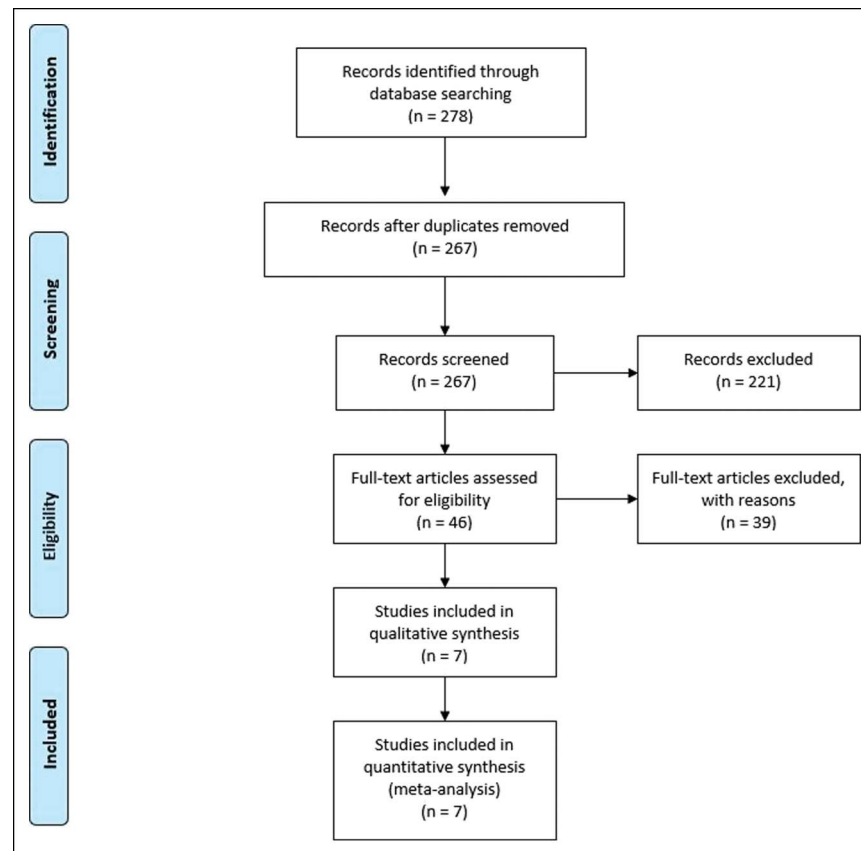 Identification
Records identified through
database searching
(n = 278)
Records after duplicates removed
(n = 267)
Screening
Records screened
(n = 267)
Records excluded
(n = 221)
Eligibility
Full-text articles assessed
for eligibility
(n = 46)
Full-text articles excluded,
with reasons
(n = 39)
Studies included in
qualitative synthesis
(n = 7)
Included
Studies included in
quantitative synthesis
(meta-analysis)
(n = 7)